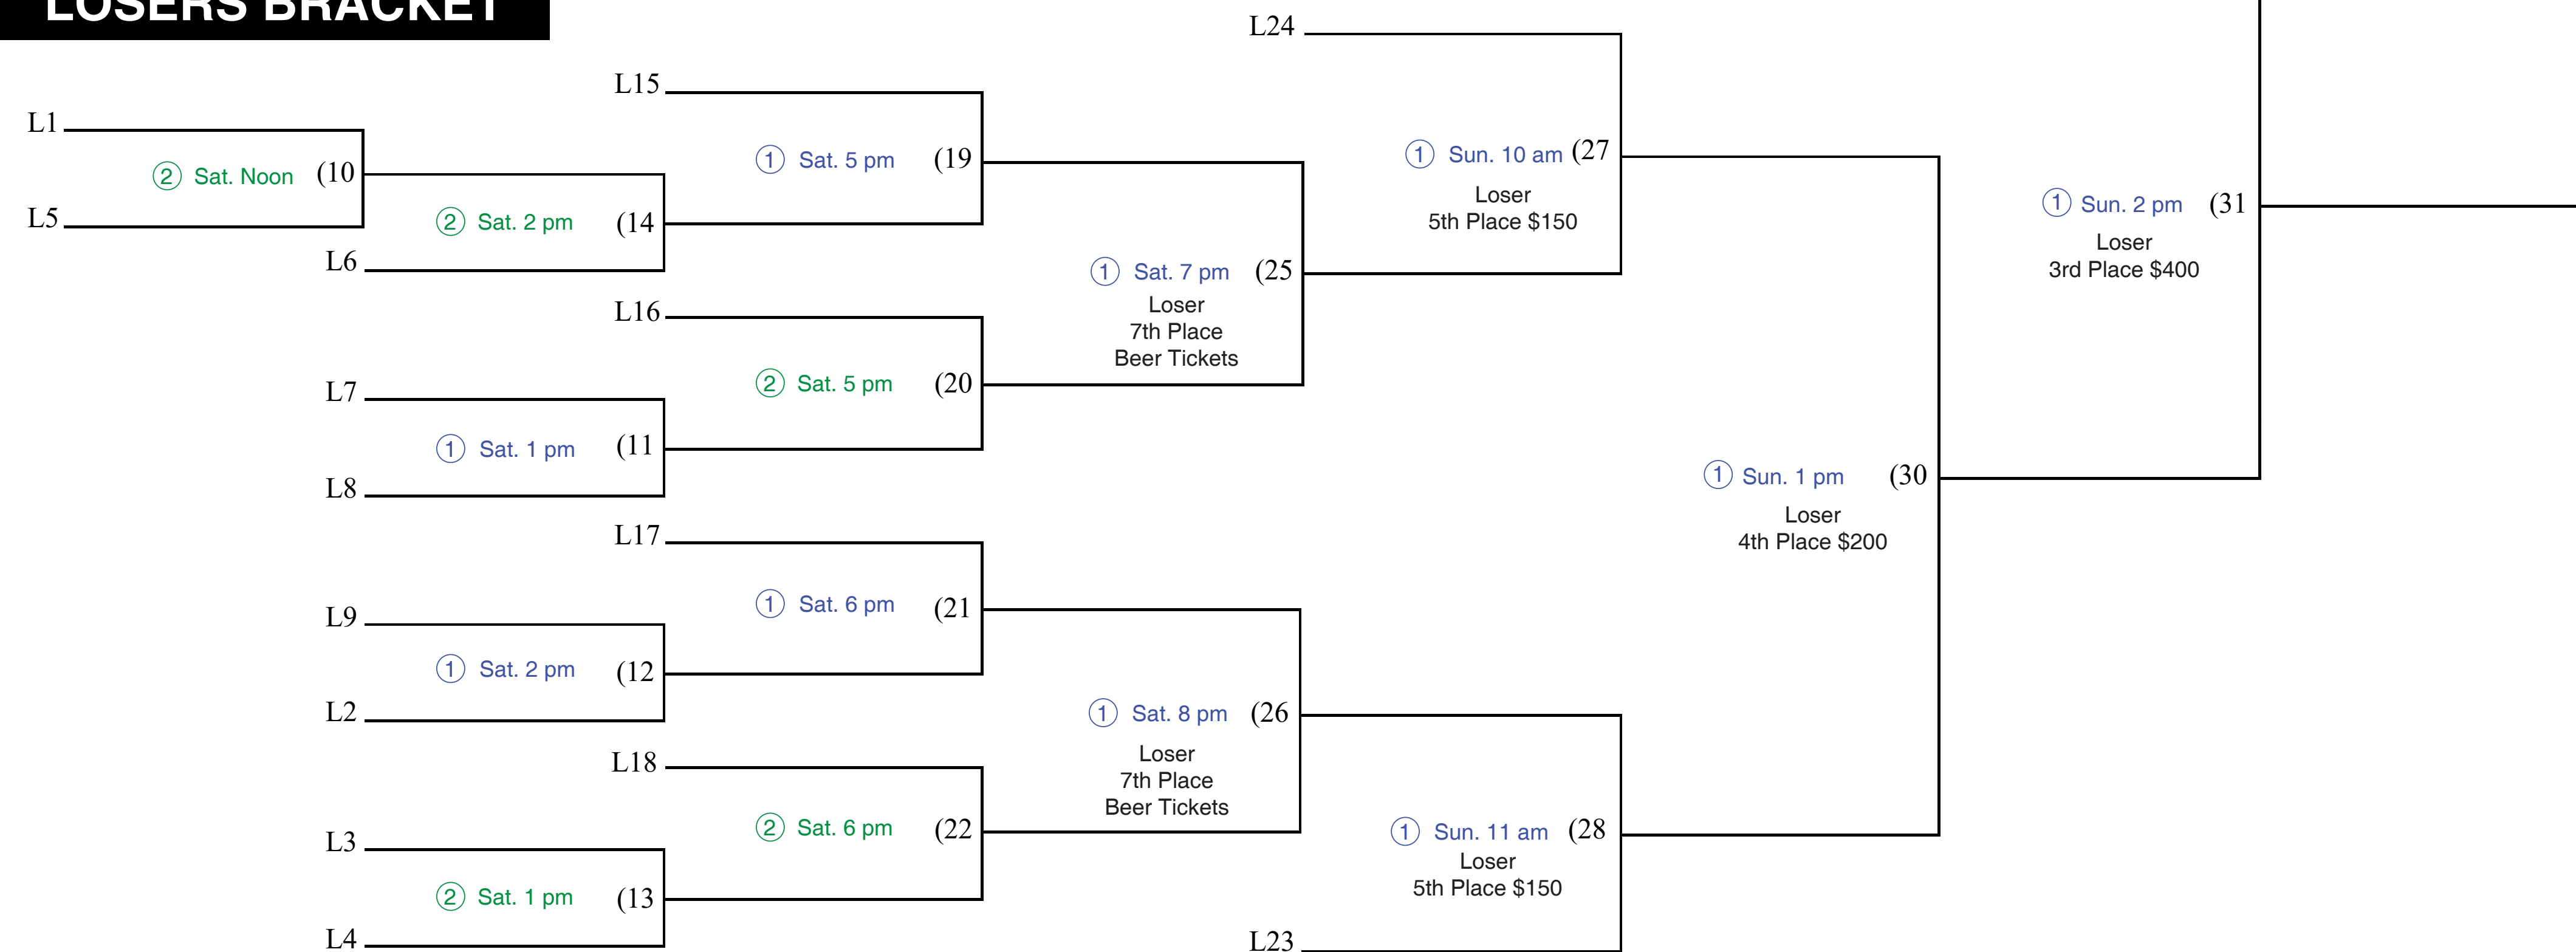 LOSERS BRACKET
L24
L15
L1
① Sat. 5 pm (19
① Sun. 10 am (27
Loser
5th Place $150
② Sat. Noon (10
L5
② Sat. 2 pm (14
L6
① Sun. 2 pm (31
Loser
3rd Place $400
① Sat. 7 pm (25
Loser
7th Place
Beer Tickets
L16
② Sat. 5 pm (20
L7
① Sat. 1 pm (11
L8
① Sun. 1 pm (30
Loser
4th Place $200
L17
① Sat. 6 pm (21
L9
① Sat. 2 pm (12
L2
① Sat. 8 pm (26
Loser
7th Place
Beer Tickets
L18
② Sat. 6 pm (22
① Sun. 11 am (28
Loser
5th Place $150
L3
② Sat. 1 pm (13
L4
L23